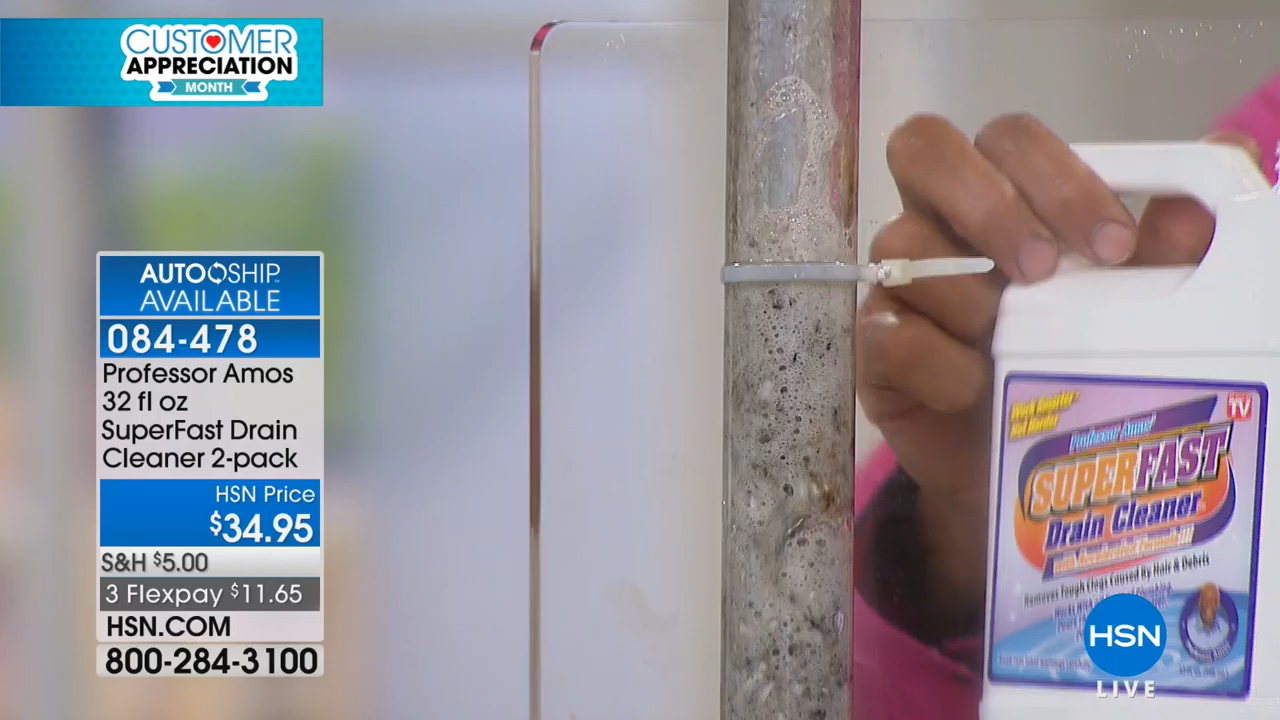 CUSTOMER
APPRECIATION
MONTH
AUTO SHIP
AVAILABLE
084-478
Professor Amos
32 fl oz
SuperFast Drain
Cleaner 2-pack
HSN Price
$34.95
S&H $5.00
3 Flexpay $11.65
HSN.COM
800-284-3100
TV
Work Smarter
Not Harder
Professor Amos'
SUPERFAST
Drain Cleaner
Removes Tough Clogs Caused By Hair & Debris
HSN
LIVE